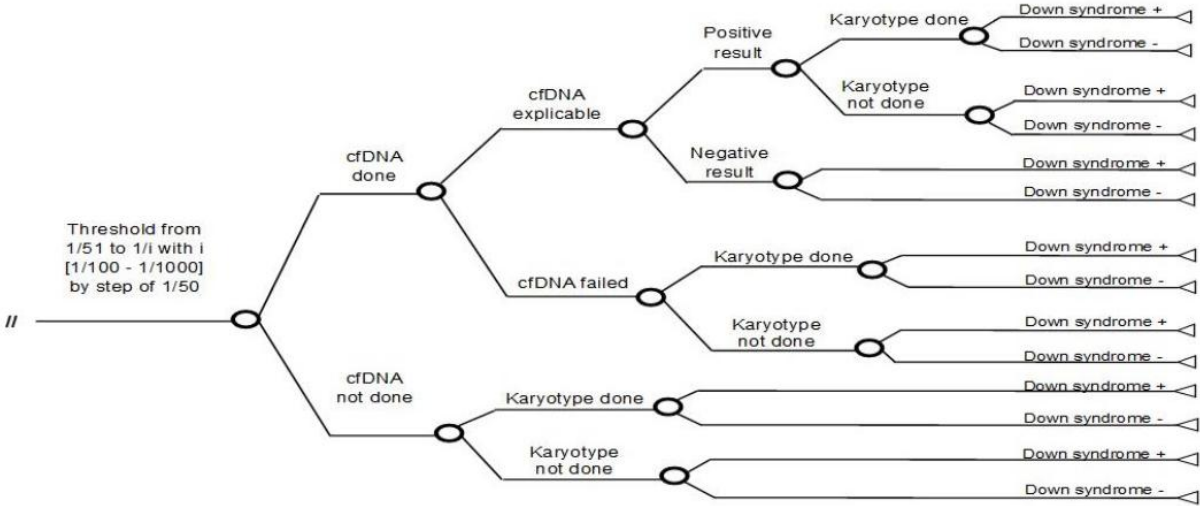 Down syndrome +
Karyotype done
Down syndrome -
Positive
result
Down syndrome +
Karyotype
not done
Down syndrome -
cfDNA
explicable
Negative
result
Down syndrome +
Down syndrome -
cfDNA
done
Threshold from
1/51 to 1/i with i
[1/100 - 1/1000]
by step of 1/50
//
cfDNA failed
Karyotype done
Down syndrome +
Down syndrome -
Karyotype
not done
Down syndrome +
Down syndrome -
cfDNA
not done
Karyotype done
Down syndrome +
Down syndrome -
Karyotype
not done
Down syndrome +
Down syndrome -